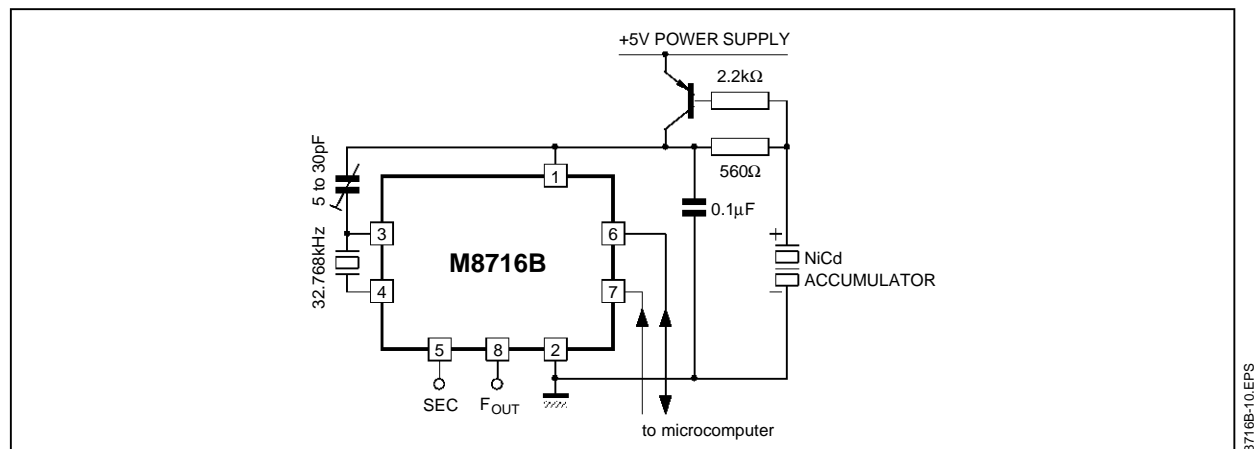 +5V POWER SUPPLY
2.2kΩ
5 to 30pF
1
560Ω
0.1µF
3
6
M8716B
+
NiCd
ACCUMULATOR
–
32.768kHz
4
7
5
8
2
SEC
FOUT
to microcomputer
8716B-10.EPS